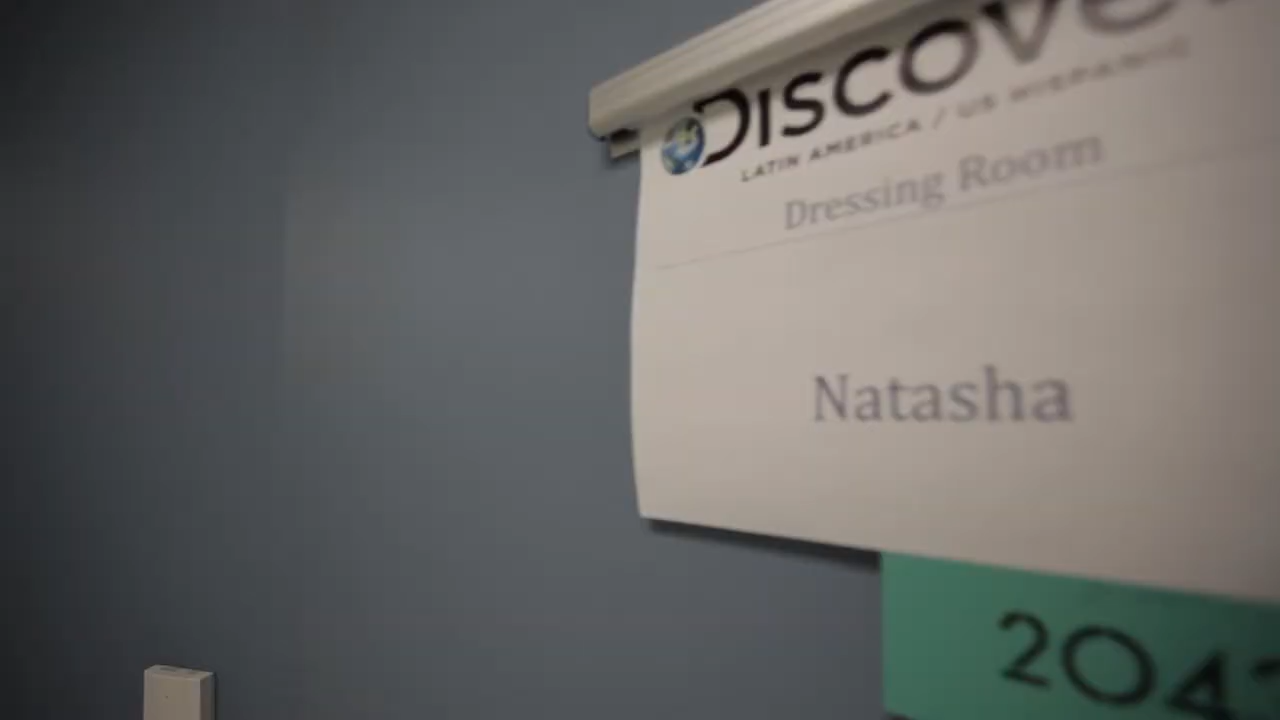 DISCOVE
LATIN AMERICA / US HISPANIC
Dressing Room
Natasha
204